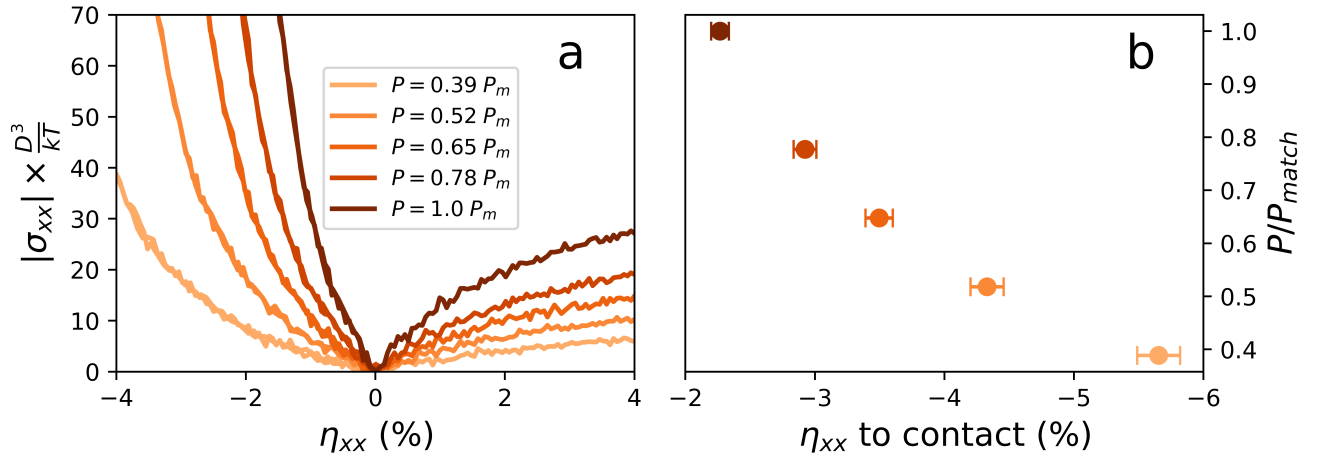 a
70
60
50
40
30
20
10
0
|σxx| × D³/kT
P = 0.39 Pm
P = 0.52 Pm
P = 0.65 Pm
P = 0.78 Pm
P = 1.0 Pm
−4 −2 0 2 4
ηxx (%)
b
1.0
0.9
0.8
0.7
0.6
0.5
0.4
P/Pmatch
−2 −3 −4 −5 −6
ηxx to contact (%)